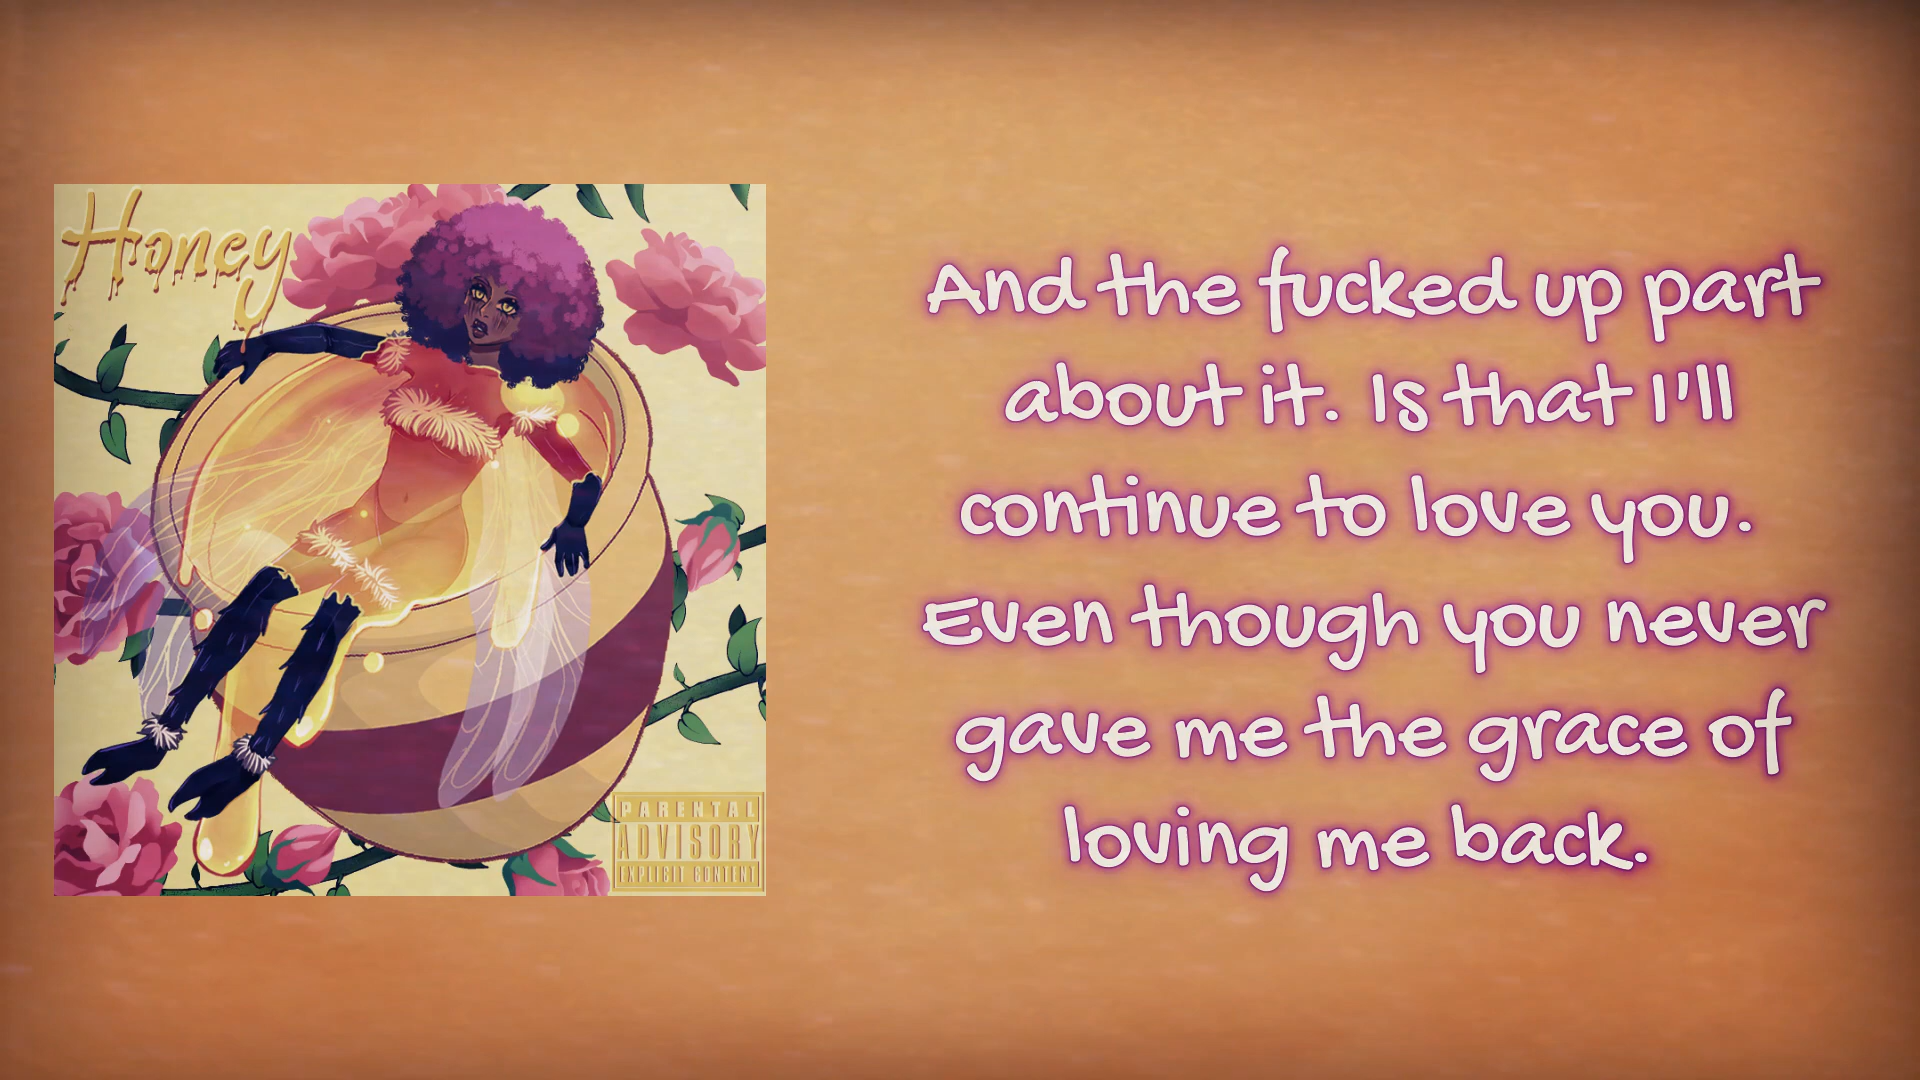 Honey
PARENTAL
ADVISORY
EXPLICIT CONTENT
And the fucked up part
about it. Is that I'll
continue to love you.
Even though you never
gave me the grace of
loving me back.